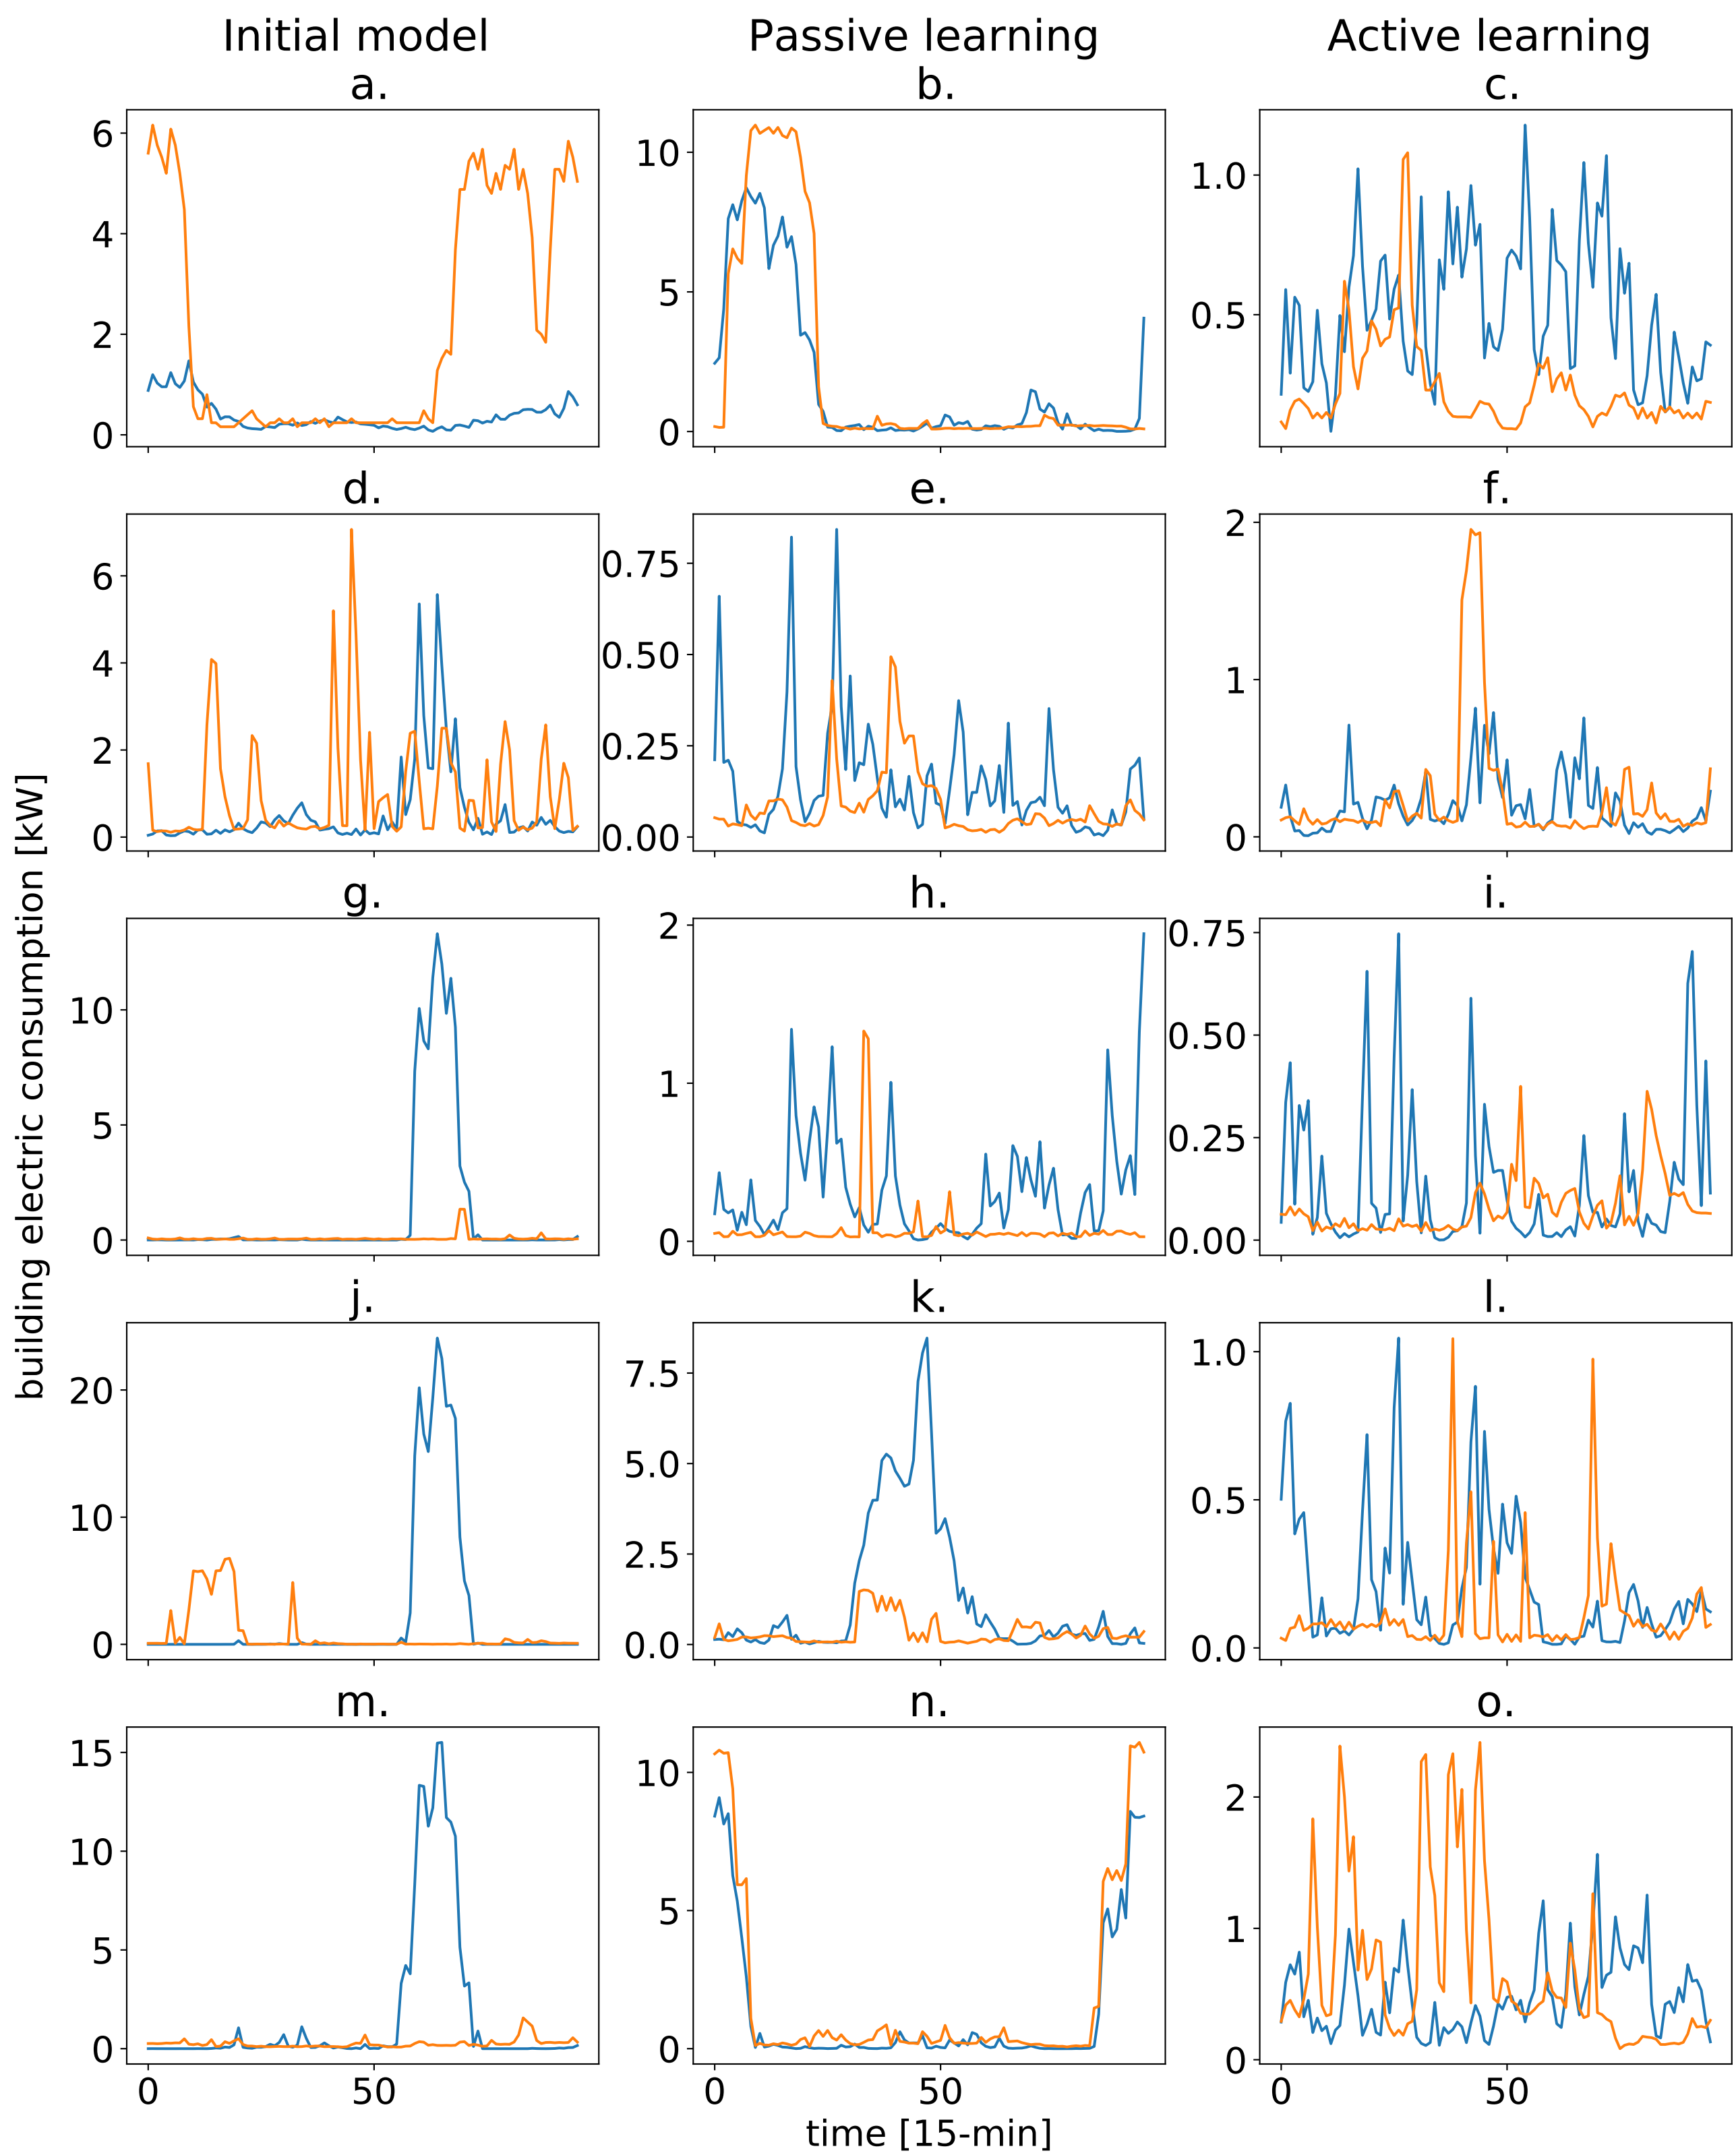 Initial model Passive learning Active learning
a. b. c.
6 10 1.0
4
2 5 0.5
0 0
d. e. f.
6 0.75 2
4 0.50 1
2 0.25
0 0.00 0
g. h. i.
10 2 0.75
5 1 0.50
0.25
0 0 0.00
j. k. l.
20 7.5 1.0
10 5.0 0.5
2.5
0 0.0 0.0
m. n. o.
15 10 2
10
5 5 1
0 0 0
0 50 0 50 0 50
time [15-min]
building electric consumption [kW]